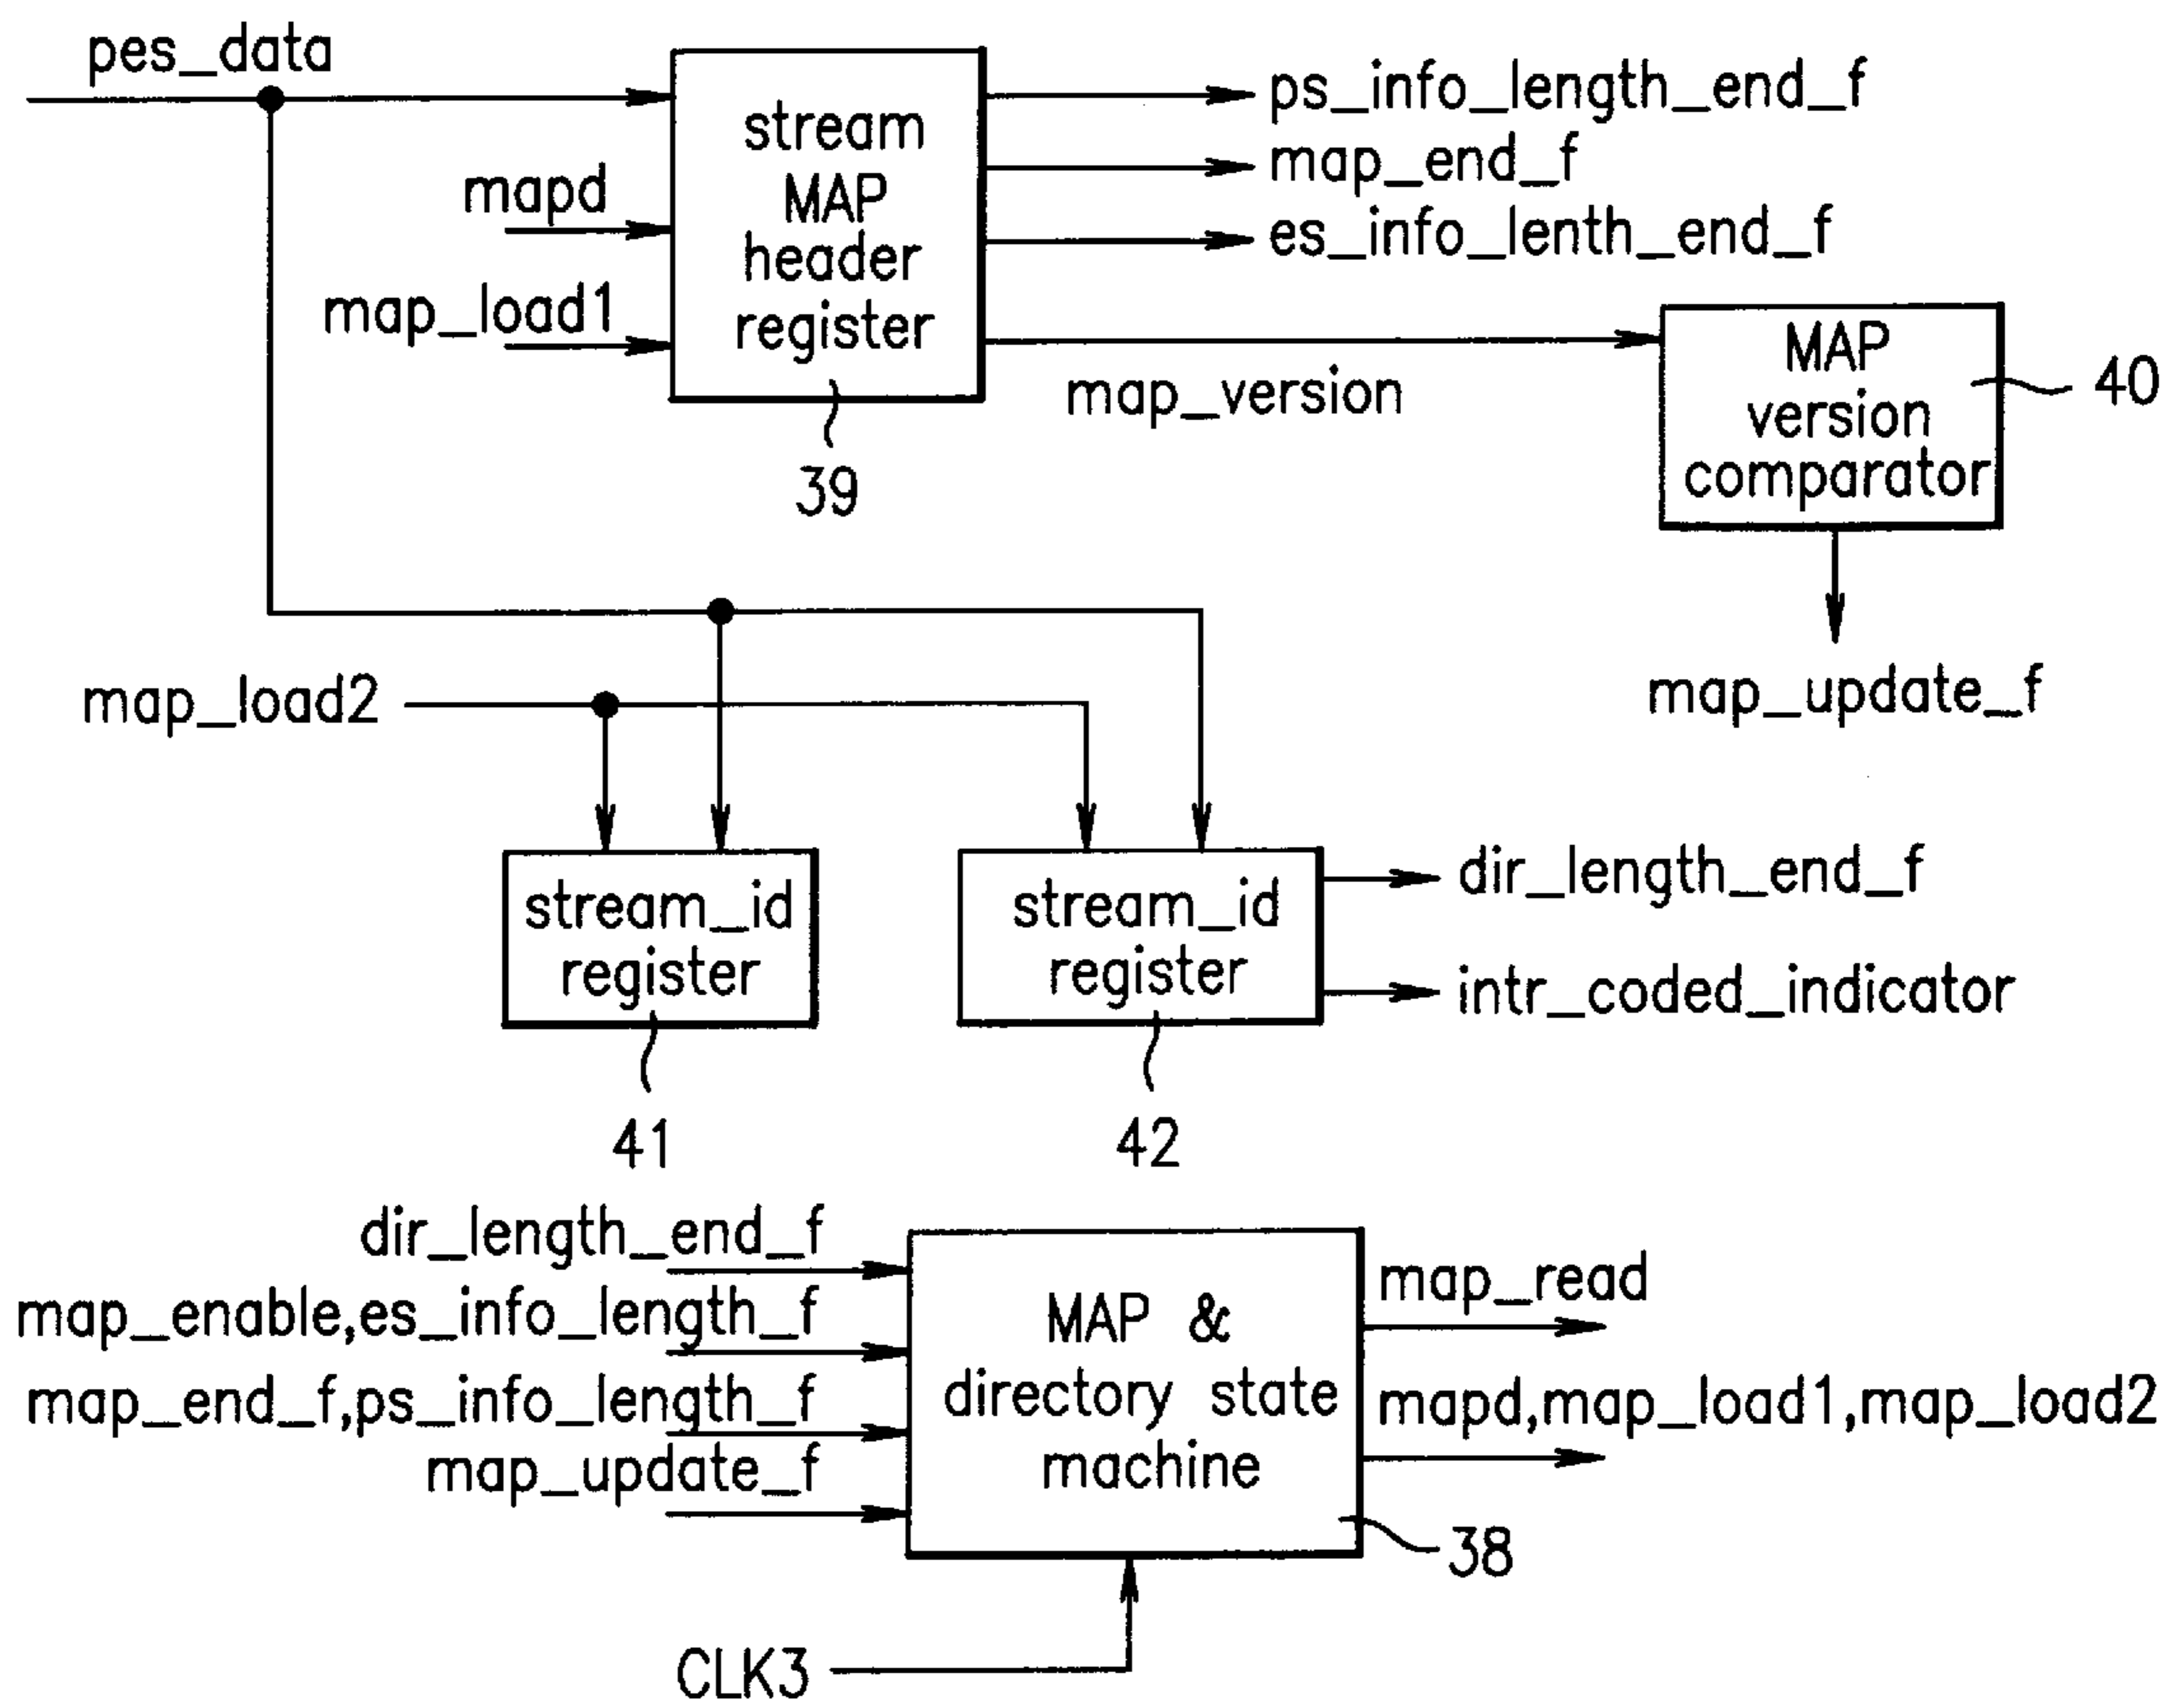 pes_data
mapd
map_load1
stream
MAP
header
register
39
ps_info_length_end_f
map_end_f
es_info_lenth_end_f
map_version
MAP
version
comparator
40
map_update_f
map_load2
stream_id
register
41
stream_id
register
42
dir_length_end_f
intr_coded_indicator
dir_length_end_f
map_enable,es_info_length_f
map_end_f,ps_info_length_f
map_update_f
MAP &
directory state
machine
map_read
mapd,map_load1,map_load2
38
CLK3